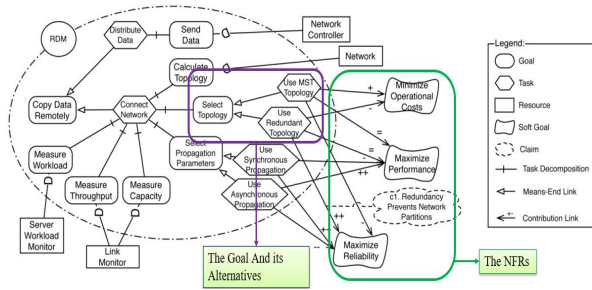 RDM
Distribute
Data
Send
Data
Network
Controller
Calculate
Topology
Network
Copy Data
Remotely
Connect
Network
Select
Topology
Use MST
Topology
Use
Redundant
Topology
Select
Propagation
Parameters
Use
Synchronous
Propagation
Use
Asynchronous
Propagation
Measure
Workload
Measure
Throughput
Measure
Capacity
Server
Workload
Monitor
Link
Monitor
Minimize
Operational
Costs
Maximize
Performance
c1. Redundancy
Prevents Network
Partitions
Maximize
Reliability
+
-
=
-
=
++
++
+-
--
The Goal And its
Alternatives
The NFRs
Legend:
Goal
Task
Resource
Soft Goal
Claim
Task Decomposition
Means-End Link
+-
Contribution Link